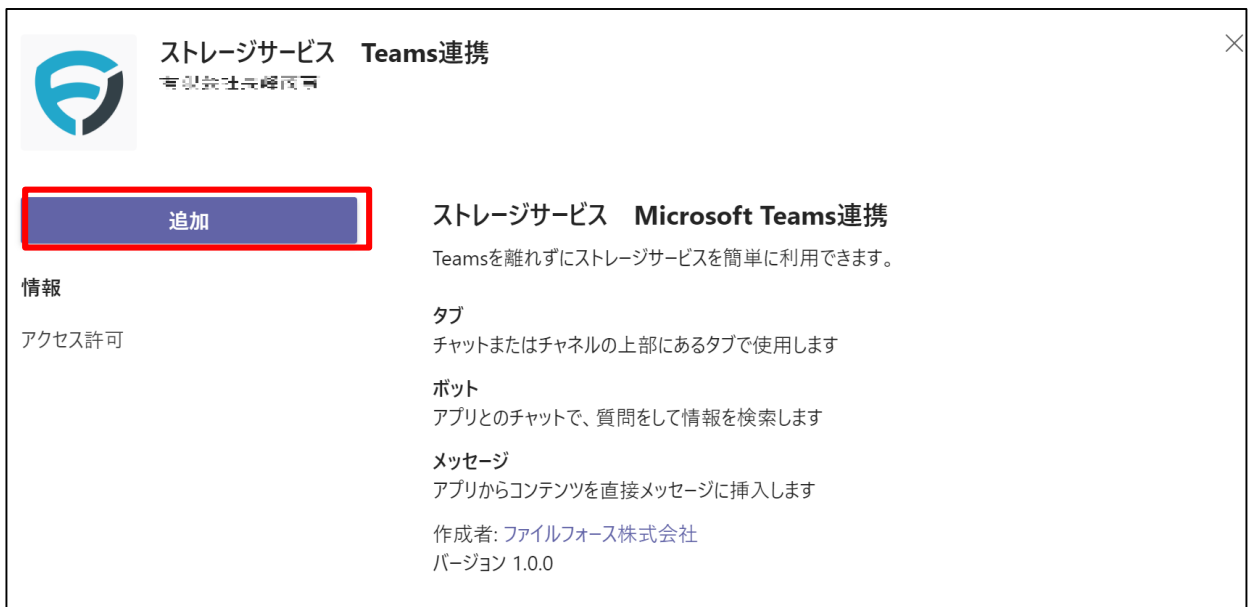 ストレージサービス　Teams連携
追加
情報
アクセス許可
ストレージサービス　Microsoft Teams連携
Teamsを離れずにストレージサービスを簡単に利用できます。
タブ
チャットまたはチャネルの上部にあるタブで使用します
ボット
アプリとのチャットで、質問をして情報を検索します
メッセージ
アプリからコンテンツを直接メッセージに挿入します
作成者: ファイルフォース株式会社
バージョン 1.0.0